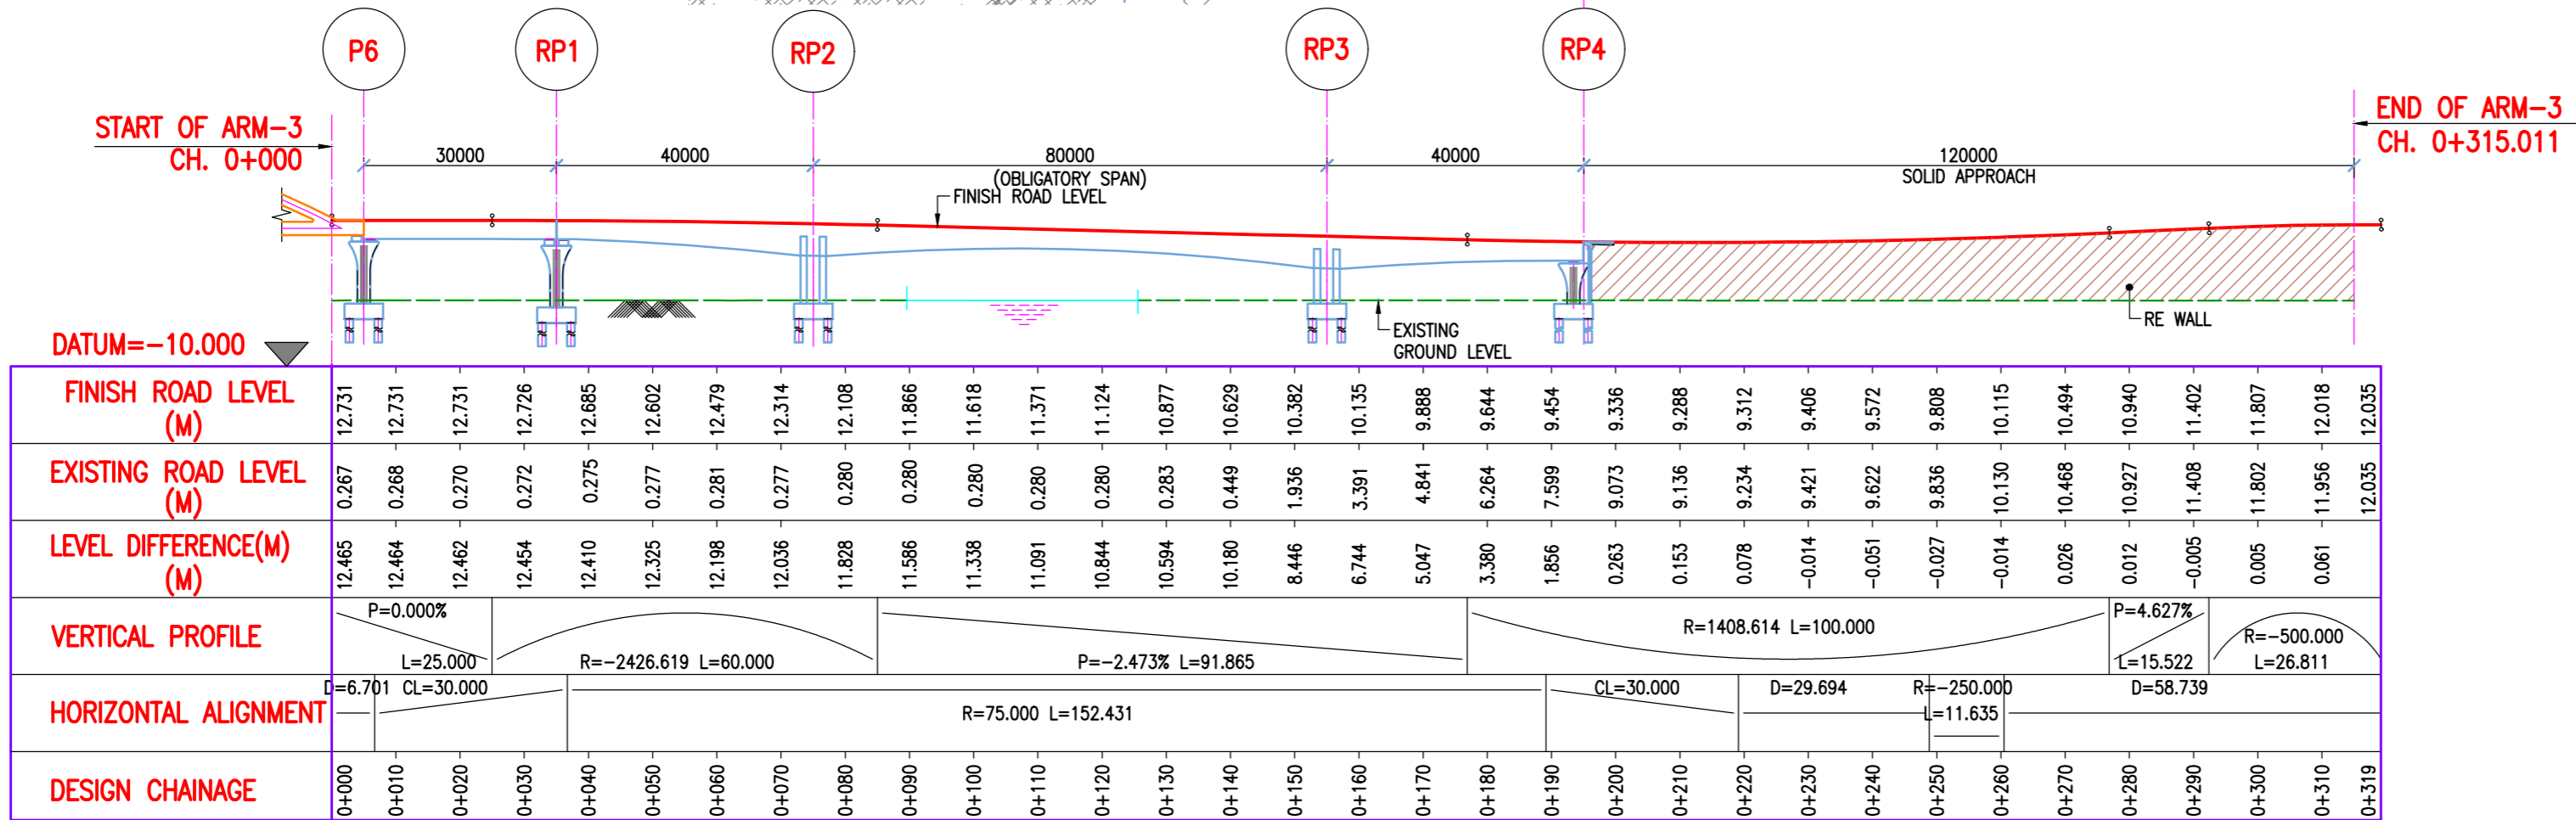 P6
RP1
RP2
RP3
RP4
START OF ARM-3
CH. 0+000
END OF ARM-3
CH. 0+315.011
30000
40000
80000
(OBLIGATORY SPAN)
40000
120000
SOLID APPROACH
FINISH ROAD LEVEL
EXISTING
GROUND LEVEL
RE WALL
DATUM=-10.000
FINISH ROAD LEVEL
(M)
12.731 12.731 12.731 12.726 12.685 12.602 12.479 12.314 12.108 11.866 11.618 11.371 11.124 10.877 10.629 10.382 10.135 9.888 9.644 9.454 9.336 9.288 9.312 9.406 9.572 9.808 10.115 10.494 10.940 11.402 11.807 12.018 12.035
EXISTING ROAD LEVEL
(M)
0.267 0.268 0.270 0.272 0.275 0.277 0.281 0.277 0.280 0.280 0.280 0.280 0.280 0.283 0.449 1.936 3.391 4.841 6.264 7.599 9.073 9.136 9.234 9.421 9.622 9.836 10.130 10.468 10.927 11.408 11.802 11.956 12.035
LEVEL DIFFERENCE(M)
(M)
12.465 12.464 12.462 12.454 12.410 12.325 12.198 12.036 11.828 11.586 11.338 11.091 10.844 10.594 10.180 8.446 6.744 5.047 3.380 1.856 0.263 0.153 0.078 -0.014 -0.051 -0.027 -0.014 0.026 0.012 -0.005 0.005 0.061
VERTICAL PROFILE
P=0.000%
L=25.000
R=-2426.619 L=60.000
P=-2.473% L=91.865
R=1408.614 L=100.000
P=4.627%
L=15.522
R=-500.000
L=26.811
HORIZONTAL ALIGNMENT
D=6.701
CL=30.000
R=75.000 L=152.431
CL=30.000
D=29.694
R=-250.000
L=11.635
D=58.739
DESIGN CHAINAGE
0+000 0+010 0+020 0+030 0+040 0+050 0+060 0+070 0+080 0+090 0+100 0+110 0+120 0+130 0+140 0+150 0+160 0+170 0+180 0+190 0+200 0+210 0+220 0+230 0+240 0+250 0+260 0+270 0+280 0+290 0+300 0+310 0+319